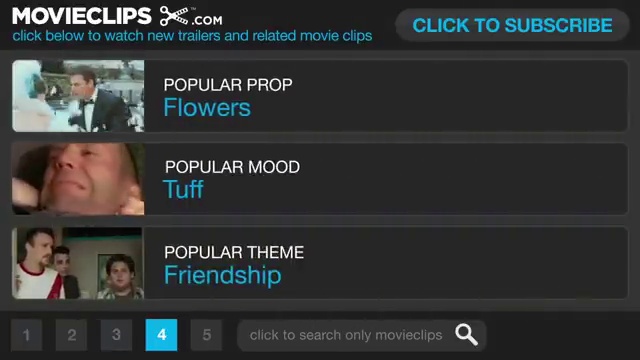 MOVIECLIPS ™ .COM
click below to watch new trailers and related movie clips
CLICK TO SUBSCRIBE
POPULAR PROP
Flowers
POPULAR MOOD
Tuff
POPULAR THEME
Friendship
1 2 3 4 5
click to search only movieclips